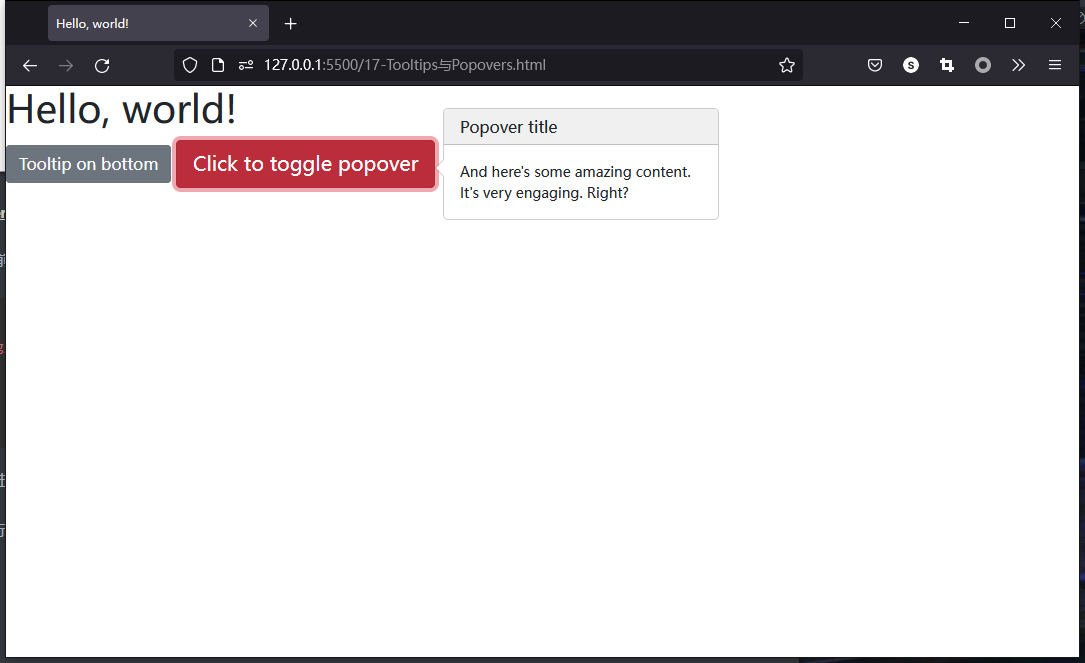 Hello, world!
127.0.0.1:5500/17-Tooltips与Popovers.html
Hello, world!
Tooltip on bottom
Click to toggle popover
Popover title
And here's some amazing content.
It's very engaging. Right?